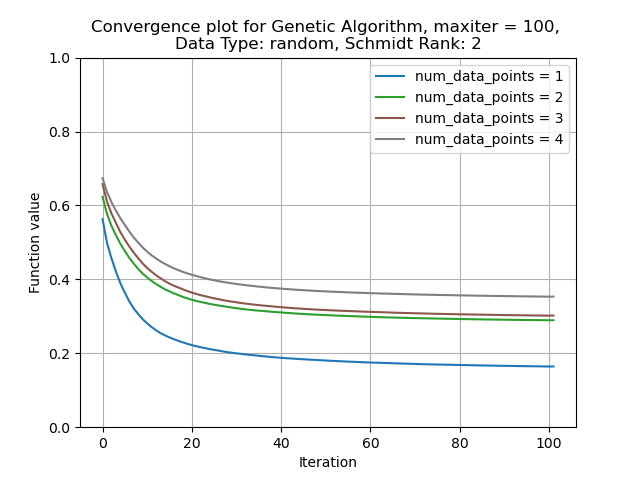 Convergence plot for Genetic Algorithm, maxiter = 100,
Data Type: random, Schmidt Rank: 2
1.0
0.8
0.6
0.4
0.2
0.0
Function value
num_data_points = 1
num_data_points = 2
num_data_points = 3
num_data_points = 4
0 20 40 60 80 100
Iteration